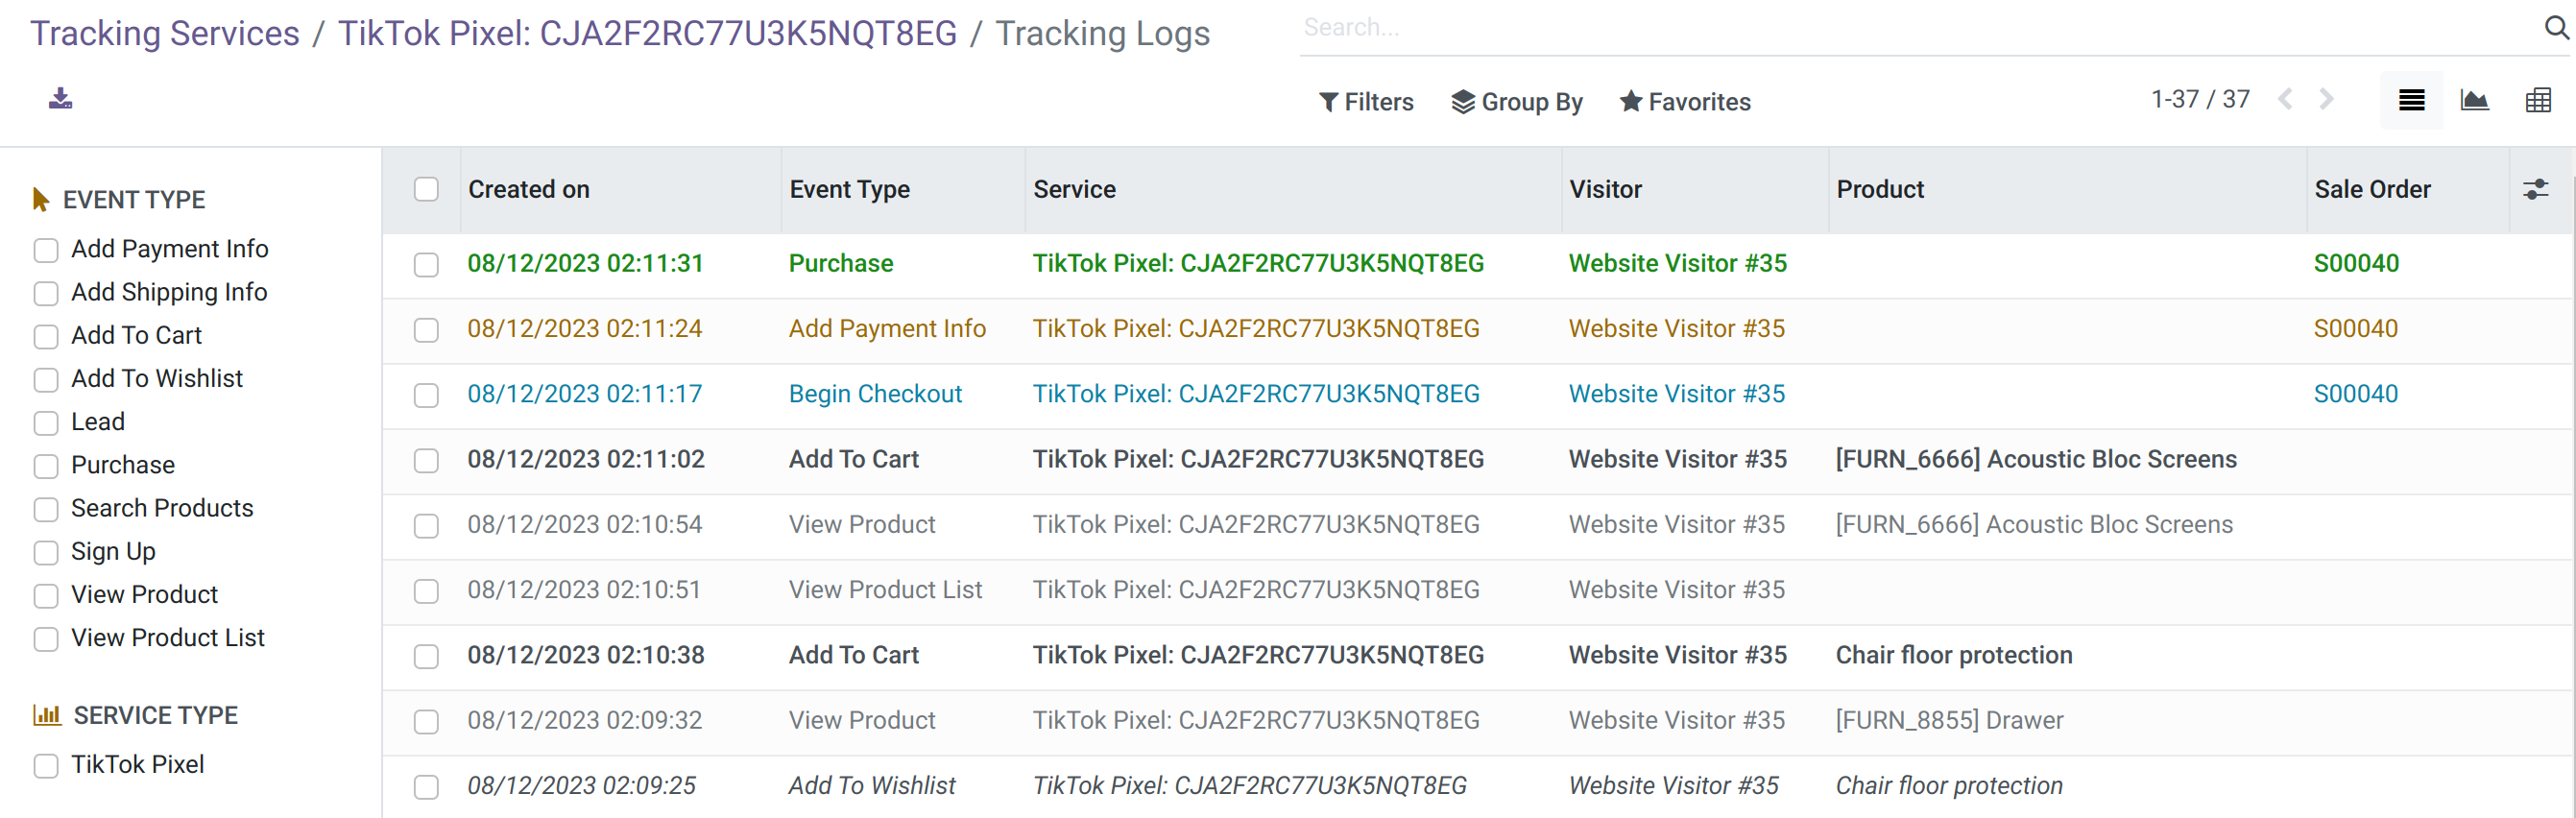 Tracking Services / TikTok Pixel: CJA2F2RC77U3K5NQT8EG / Tracking Logs
Search...
Filters Group By Favorites 1-37 / 37
EVENT TYPE
Add Payment Info
Add Shipping Info
Add To Cart
Add To Wishlist
Lead
Purchase
Search Products
Sign Up
View Product
View Product List
SERVICE TYPE
TikTok Pixel
Created on Event Type Service Visitor Product Sale Order
08/12/2023 02:11:31 Purchase TikTok Pixel: CJA2F2RC77U3K5NQT8EG Website Visitor #35 S00040
08/12/2023 02:11:24 Add Payment Info TikTok Pixel: CJA2F2RC77U3K5NQT8EG Website Visitor #35 S00040
08/12/2023 02:11:17 Begin Checkout TikTok Pixel: CJA2F2RC77U3K5NQT8EG Website Visitor #35 S00040
08/12/2023 02:11:02 Add To Cart TikTok Pixel: CJA2F2RC77U3K5NQT8EG Website Visitor #35 [FURN_6666] Acoustic Bloc Screens
08/12/2023 02:10:54 View Product TikTok Pixel: CJA2F2RC77U3K5NQT8EG Website Visitor #35 [FURN_6666] Acoustic Bloc Screens
08/12/2023 02:10:51 View Product List TikTok Pixel: CJA2F2RC77U3K5NQT8EG Website Visitor #35
08/12/2023 02:10:38 Add To Cart TikTok Pixel: CJA2F2RC77U3K5NQT8EG Website Visitor #35 Chair floor protection
08/12/2023 02:09:32 View Product TikTok Pixel: CJA2F2RC77U3K5NQT8EG Website Visitor #35 [FURN_8855] Drawer
08/12/2023 02:09:25 Add To Wishlist TikTok Pixel: CJA2F2RC77U3K5NQT8EG Website Visitor #35 Chair floor protection